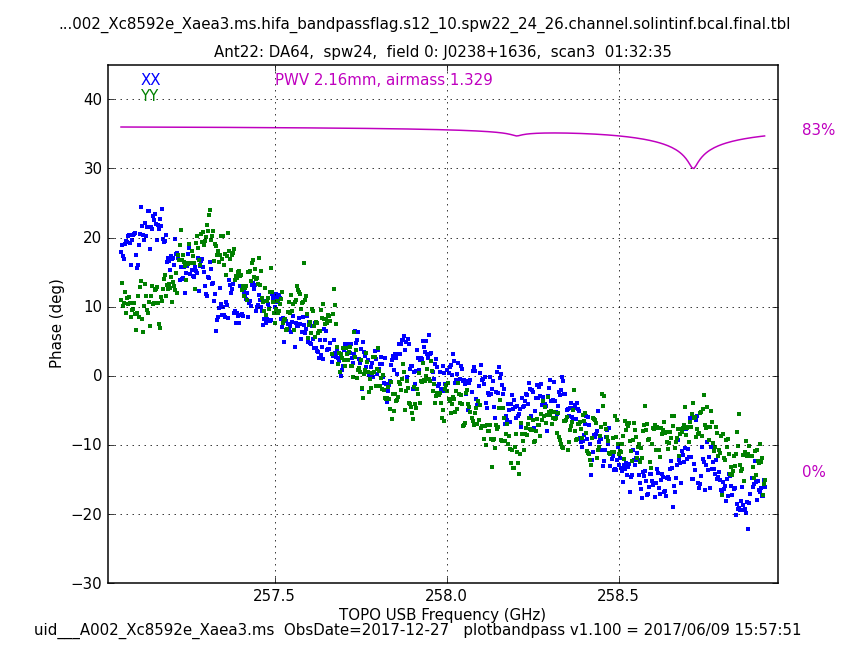 ...002_Xc8592e_Xaea3.ms.hifa_bandpassflag.s12_10.spw22_24_26.channel.solintinf.bcal.final.tbl
Ant22: DA64,  spw24,  field 0: J0238+1636,  scan3  01:32:35
XX
YY
PWV 2.16mm, airmass 1.329
83%
0%
40
30
20
10
0
−10
−20
−30
Phase (deg)
257.5
258.0
258.5
TOPO USB Frequency (GHz)
uid___A002_Xc8592e_Xaea3.ms  ObsDate=2017-12-27   plotbandpass v1.100 = 2017/06/09 15:57:51